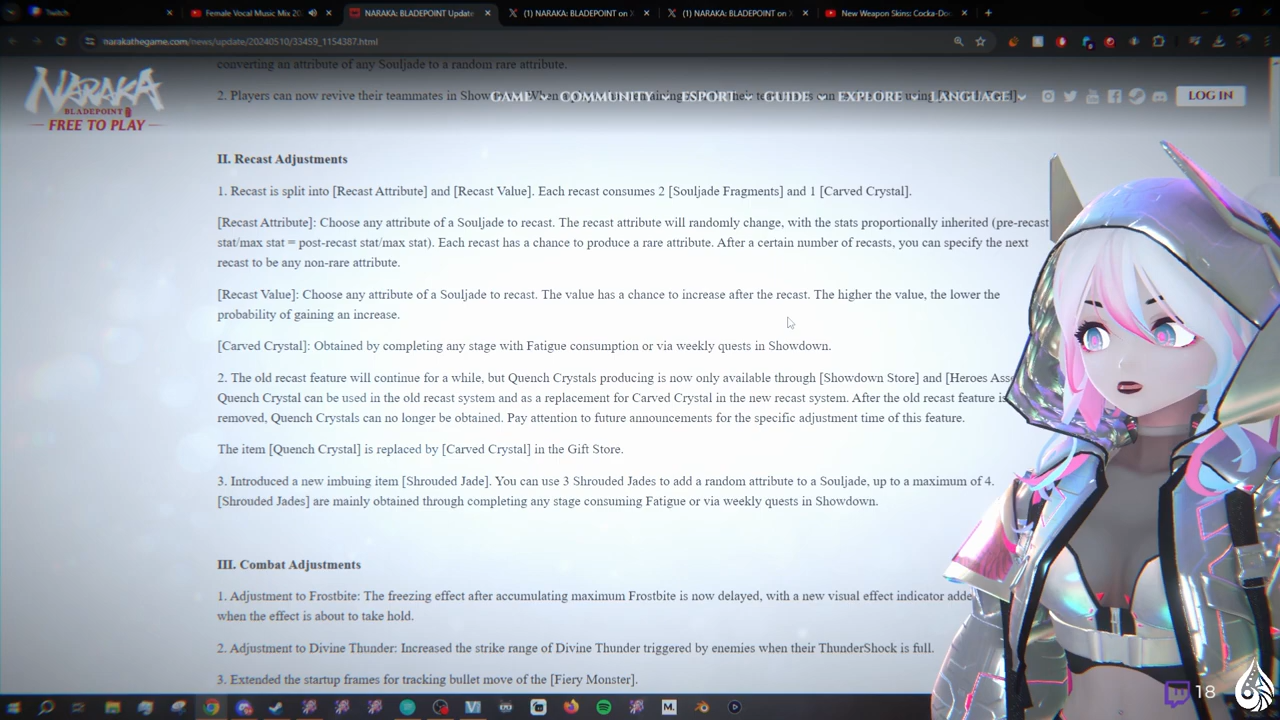 Twitch
Female Vocal Music Mix 20
NARAKA: BLADEPOINT Updat
(1) NARAKA: BLADEPOINT on X
(1) NARAKA: BLADEPOINT on X
New Weapon Skins: Cocka-Doo
narakathegame.com/news/update/20240510/33459_1154387.html
NARAKA
BLADEPOINT
FREE TO PLAY
GAME
COMMUNITY
ESPORT
GUIDE
EXPLORE
LANGUAGE
LOG IN
converting an attribute of any Souljade to a random rare attribute.
2. Players can now revive their teammates in
II. Recast Adjustments
1. Recast is split into [Recast Attribute] and [Recast Value]. Each recast consumes 2 [Souljade Fragments] and 1 [Carved Crystal].
[Recast Attribute]: Choose any attribute of a Souljade to recast. The recast attribute will randomly change, with the stats proportionally inherited (pre-recast
stat/max stat = post-recast stat/max stat). Each recast has a chance to produce a rare attribute. After a certain number of recasts, you can specify the next
recast to be any non-rare attribute.
[Recast Value]: Choose any attribute of a Souljade to recast. The value has a chance to increase after the recast. The higher the value, the lower the
probability of gaining an increase.
[Carved Crystal]: Obtained by completing any stage with Fatigue consumption or via weekly quests in Showdown.
2. The old recast feature will continue for a while, but Quench Crystals producing is now only available through [Showdown Store] and [Heroes Asse
Quench Crystal can be used in the old recast system and as a replacement for Carved Crystal in the new recast system. After the old recast feature is
removed, Quench Crystals can no longer be obtained. Pay attention to future announcements for the specific adjustment time of this feature.
The item [Quench Crystal] is replaced by [Carved Crystal] in the Gift Store.
3. Introduced a new imbuing item [Shrouded Jade]. You can use 3 Shrouded Jades to add a random attribute to a Souljade, up to a maximum of 4.
[Shrouded Jades] are mainly obtained through completing any stage consuming Fatigue or via weekly quests in Showdown.
III. Combat Adjustments
1. Adjustment to Frostbite: The freezing effect after accumulating maximum Frostbite is now delayed, with a new visual effect indicator adde
when the effect is about to take hold.
2. Adjustment to Divine Thunder: Increased the strike range of Divine Thunder triggered by enemies when their ThunderShock is full.
3. Extended the startup frames for tracking bullet move of the [Fiery Monster].
18